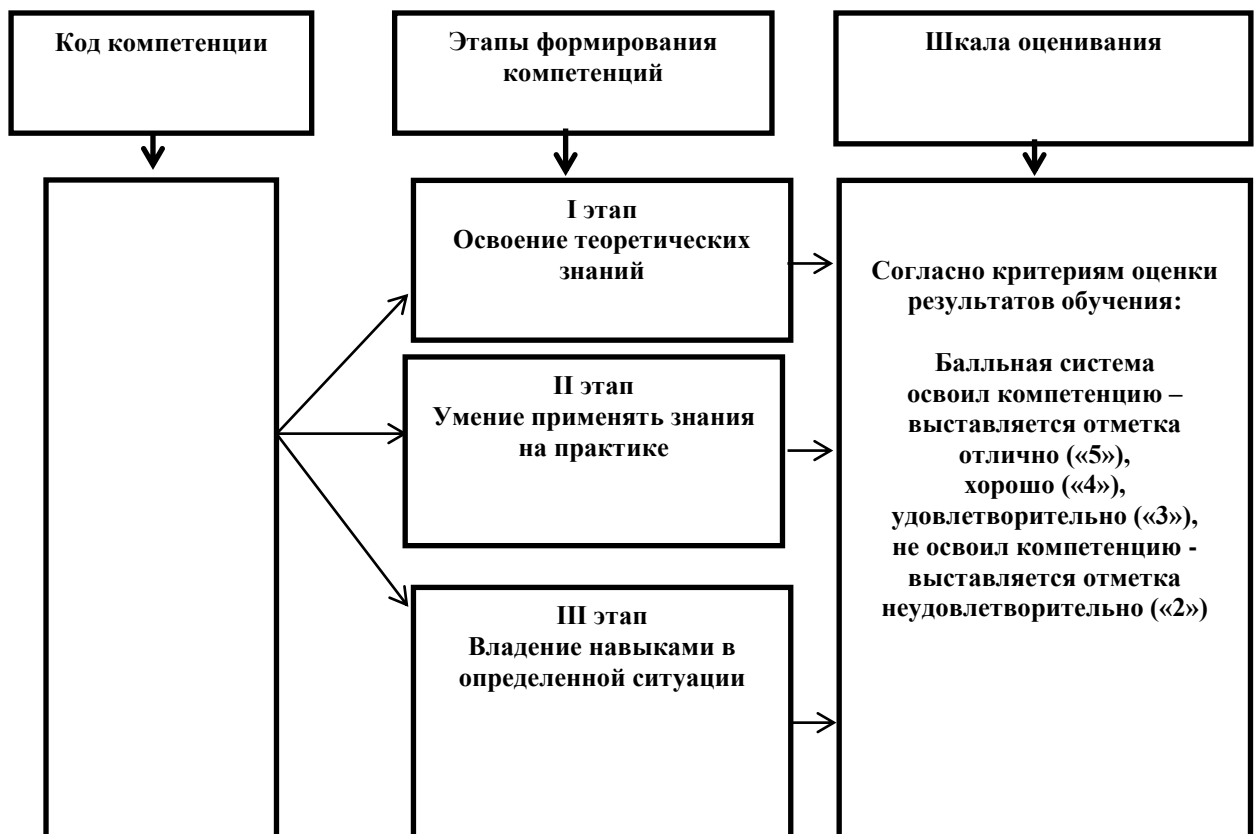 Код компетенции
Этапы формирования
компетенций
Шкала оценивания
I этап
Освоение теоретических
знаний
II этап
Умение применять знания
на практике
III этап
Владение навыками в
определенной ситуации
Согласно критериям оценки
результатов обучения:
Балльная система
освоил компетенцию –
выставляется отметка
отлично («5»),
хорошо («4»),
удовлетворительно («3»),
не освоил компетенцию -
выставляется отметка
неудовлетворительно («2»)